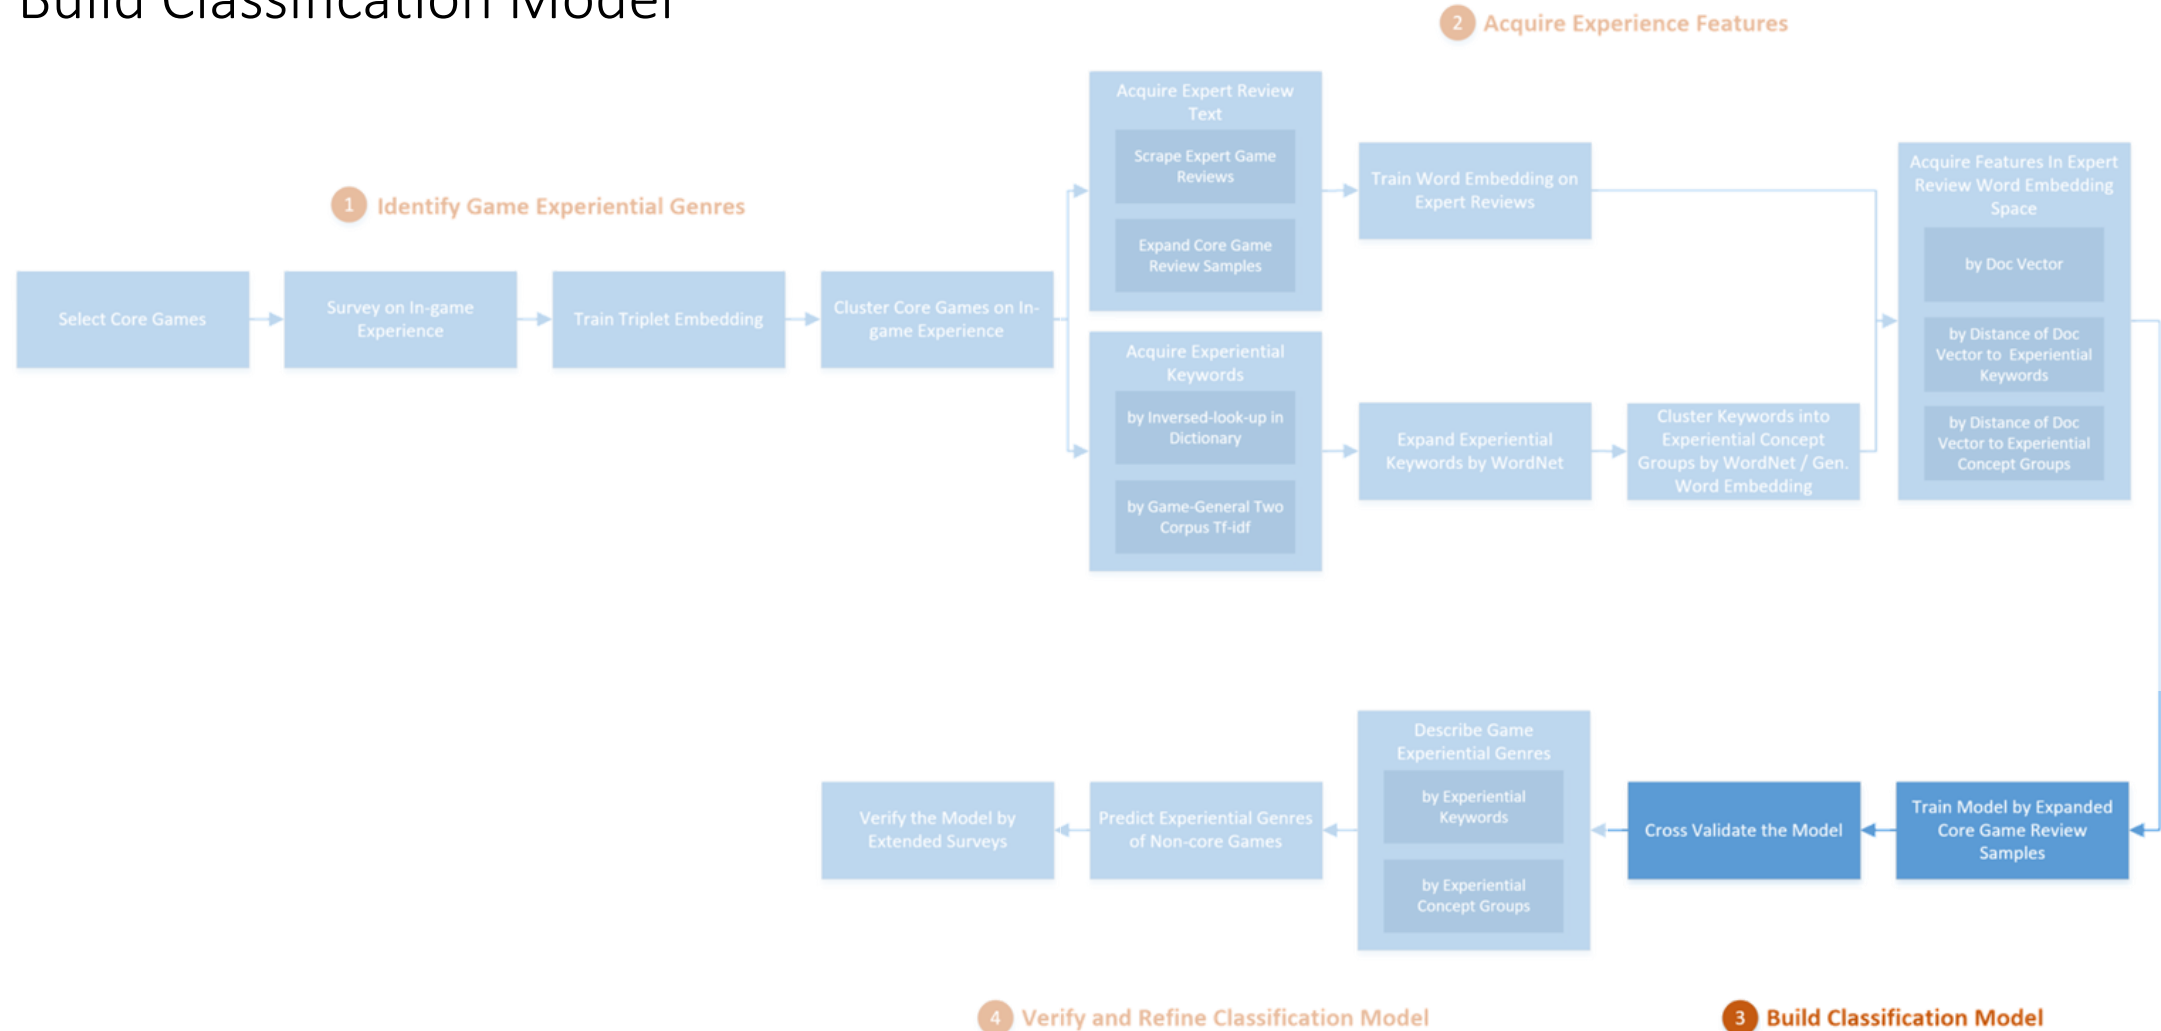 Build Classification Model
2 Acquire Experience Features
1 Identify Game Experiential Genres
Select Core Games
Survey on In-game
Experience
Train Triplet Embedding
Cluster Core Games on In-
game Experience
Acquire Expert Review
Text
Scrape Expert Game
Reviews
Expand Core Game
Review Samples
Acquire Experiential
Keywords
by Inversed-look-up in
Dictionary
by Game-General Two
Corpus Tf-idf
Train Word Embedding on
Expert Reviews
Expand Experiential
Keywords by WordNet
Cluster Keywords into
Experiential Concept
Groups by WordNet / Gen.
Word Embedding
Acquire Features In Expert
Review Word Embedding
Space
by Doc Vector
by Distance of Doc
Vector to Experiential
Keywords
by Distance of Doc
Vector to Experiential
Concept Groups
Train Model by Expanded
Core Game Review
Samples
Cross Validate the Model
Describe Game
Experiential Genres
by Experiential
Keywords
by Experiential
Concept Groups
Predict Experiential Genres
of Non-core Games
Verify the Model by
Extended Surveys
4 Verify and Refine Classification Model
3 Build Classification Model